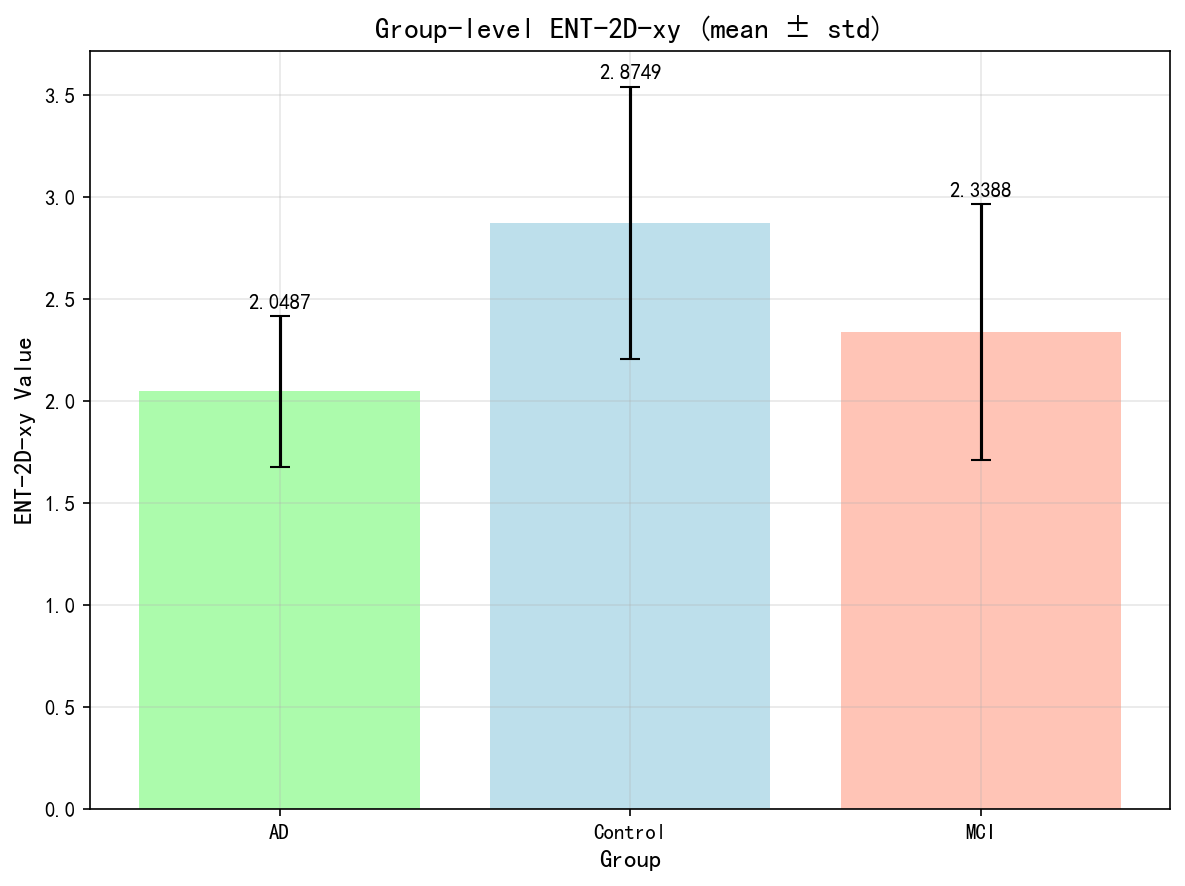 Group-level ENT-2D-xy (mean ± std)
ENT-2D-xy Value
3.5
3.0
2.5
2.0
1.5
1.0
0.5
0.0
2.0487
2.8749
2.3388
AD
Control
MCI
Group